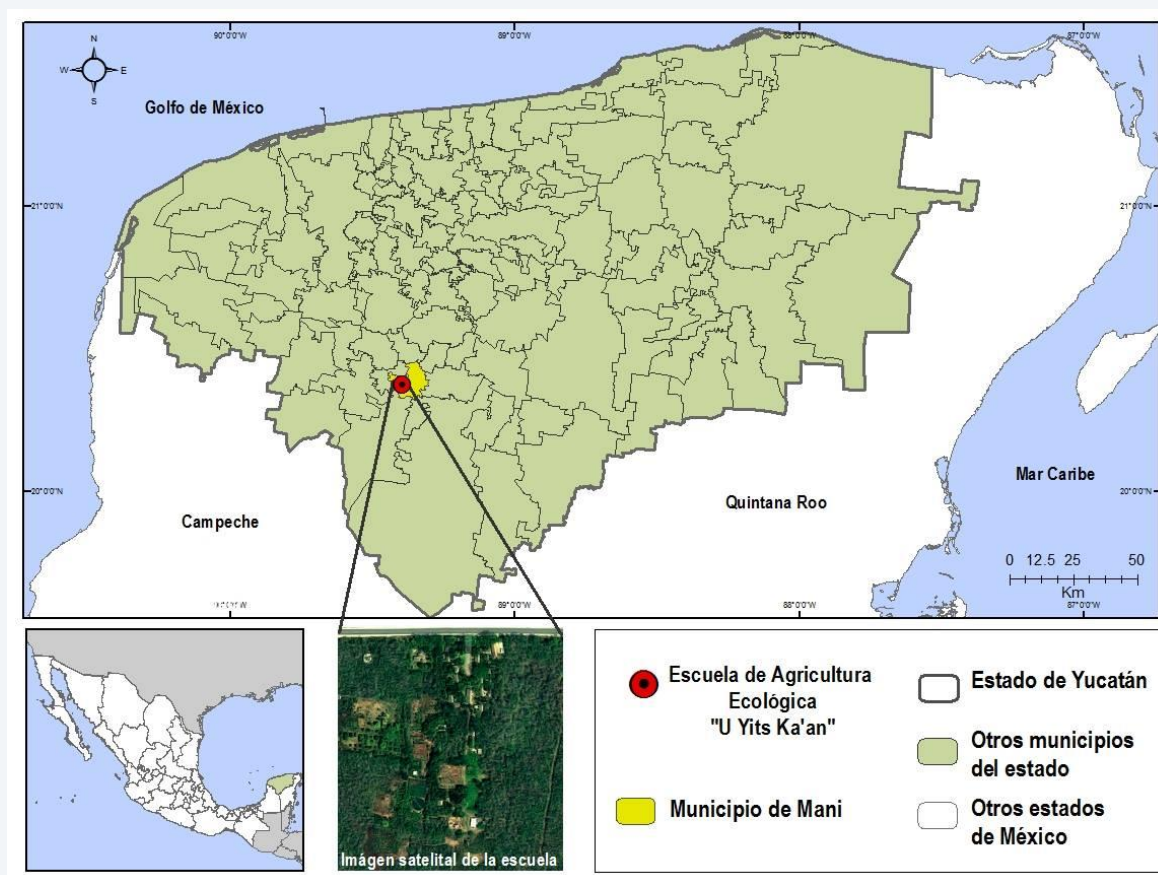 90°0'0"W
89°0'0"W
88°0'0"W
87°0'0"W
N
W
E
S
Golfo de México
21°0'0"N
21°0'0"N
20°0'0"N
20°0'0"N
Campeche
Quintana Roo
Mar Caribe
0 12.5 25 50
Km
89°0'0"W
88°0'0"W
87°0'0"W
Escuela de Agricultura
Ecológica
"U Yits Ka'an"
Municipio de Mani
Estado de Yucatán
Otros municipios
del estado
Otros estados
de México
Imágen satelital de la escuela